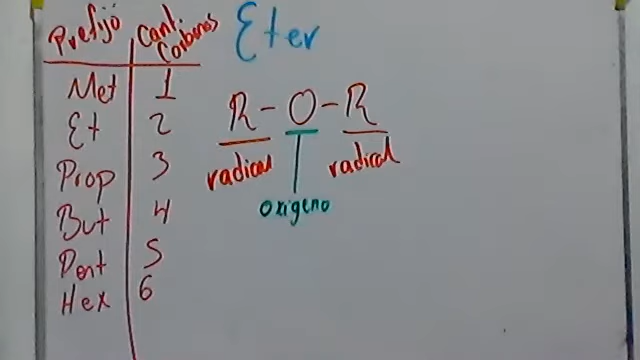 Prefijo Cant. Carbonos
Eter
Met 1
Et 2
Prop 3
But 4
Pent 5
Hex 6
R - O - R
radical radical
oxigeno